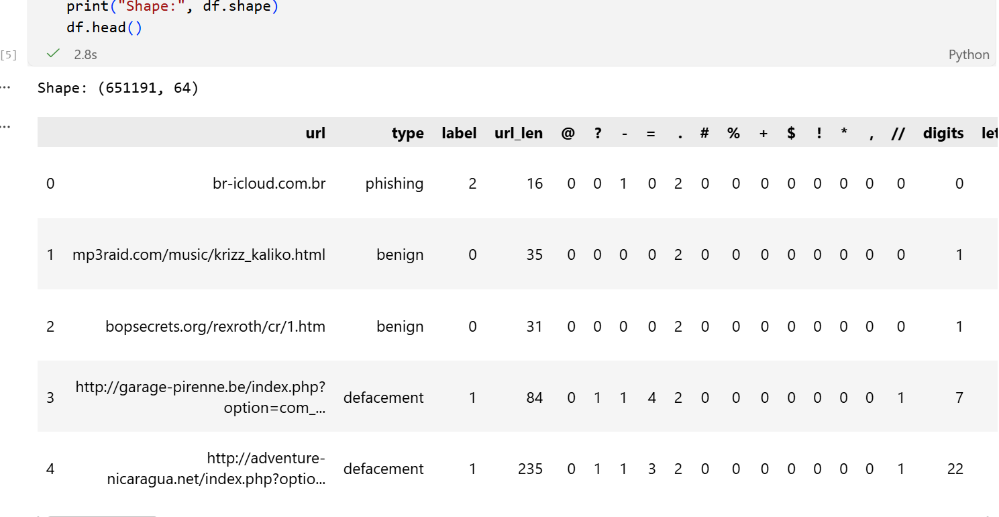 print("Shape:", df.shape)
df.head()
[5] 2.8s Python
... Shape: (651191, 64)
...
url type label url_len @ ? - = . # % + $ ! * , // digits let
0 br-icloud.com.br phishing 2 16 0 0 1 0 2 0 0 0 0 0 0 0 0 0
1 mp3raid.com/music/krizz_kaliko.html benign 0 35 0 0 0 0 2 0 0 0 0 0 0 0 0 1
2 bopsecrets.org/rexroth/cr/1.htm benign 0 31 0 0 0 0 2 0 0 0 0 0 0 0 0 1
http://garage-pirenne.be/index.php?
3 option=com_... defacement 1 84 0 1 1 4 2 0 0 0 0 0 0 0 1 7
http://adventure-
4 nicaragua.net/index.php?optio... defacement 1 235 0 1 1 3 2 0 0 0 0 0 0 0 1 22